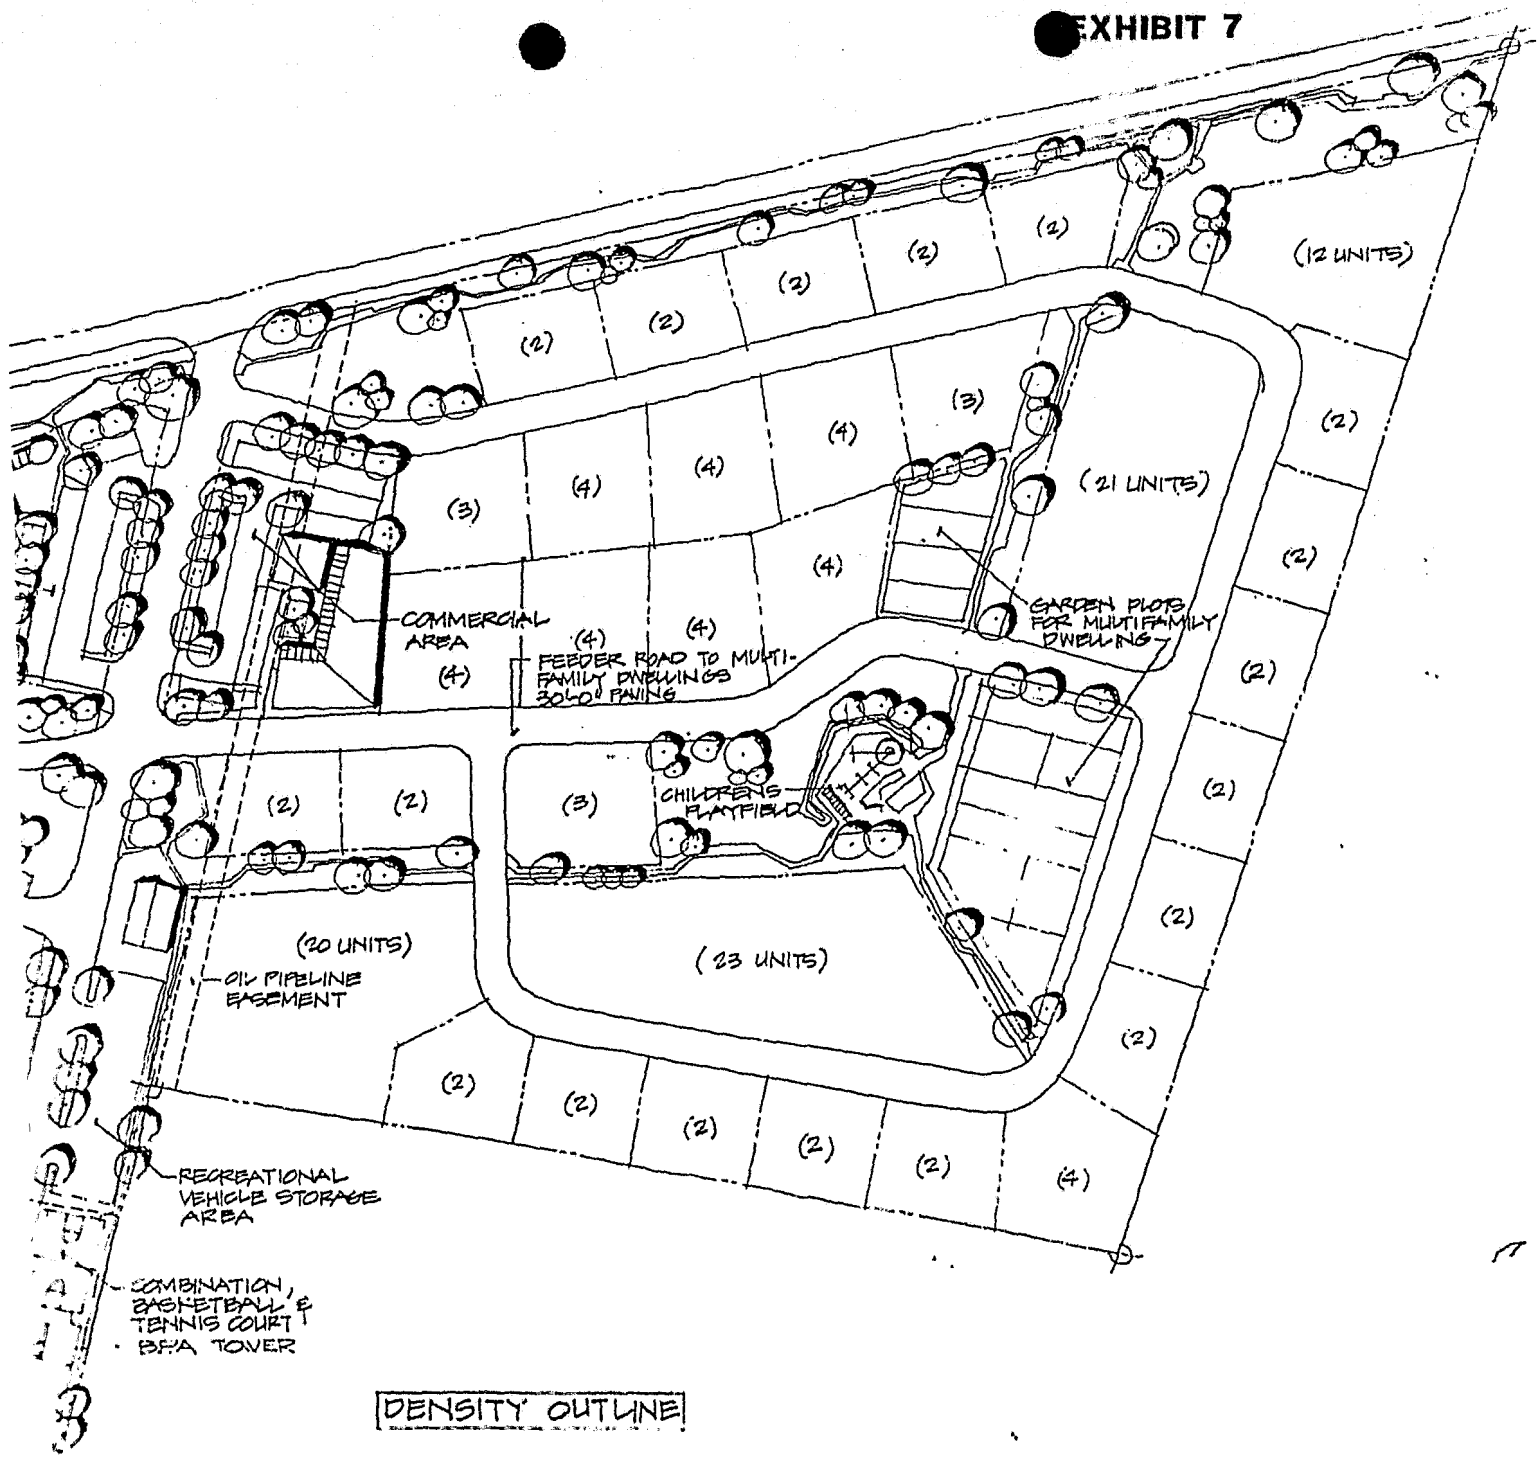 EXHIBIT 7
(2)
(12 UNITS)
(2)
(2)
(2)
(2)
(2)
(3)
(2)
(4)
(4)
(4)
(3)
(21 UNITS)
(2)
(4)
GARDEN PLOTS
FOR MULTIFAMILY
DWELLING
COMMERCIAL
AREA
(4)
(4)
(4)
FEEDER ROAD TO MULTI-
FAMILY DWELLINGS
PAVING
(2)
(2)
(2)
(2)
(3)
CHILDRENS
PLAYFIELD
(2)
(20 UNITS)
(23 UNITS)
OIL PIPELINE
EASEMENT
(2)
(2)
(2)
(2)
(2)
(2)
(4)
RECREATIONAL
VEHICLE STORAGE
AREA
COMBINATION,
BASKETBALL &
TENNIS COURT
BPA TOWER
DENSITY OUTLINE